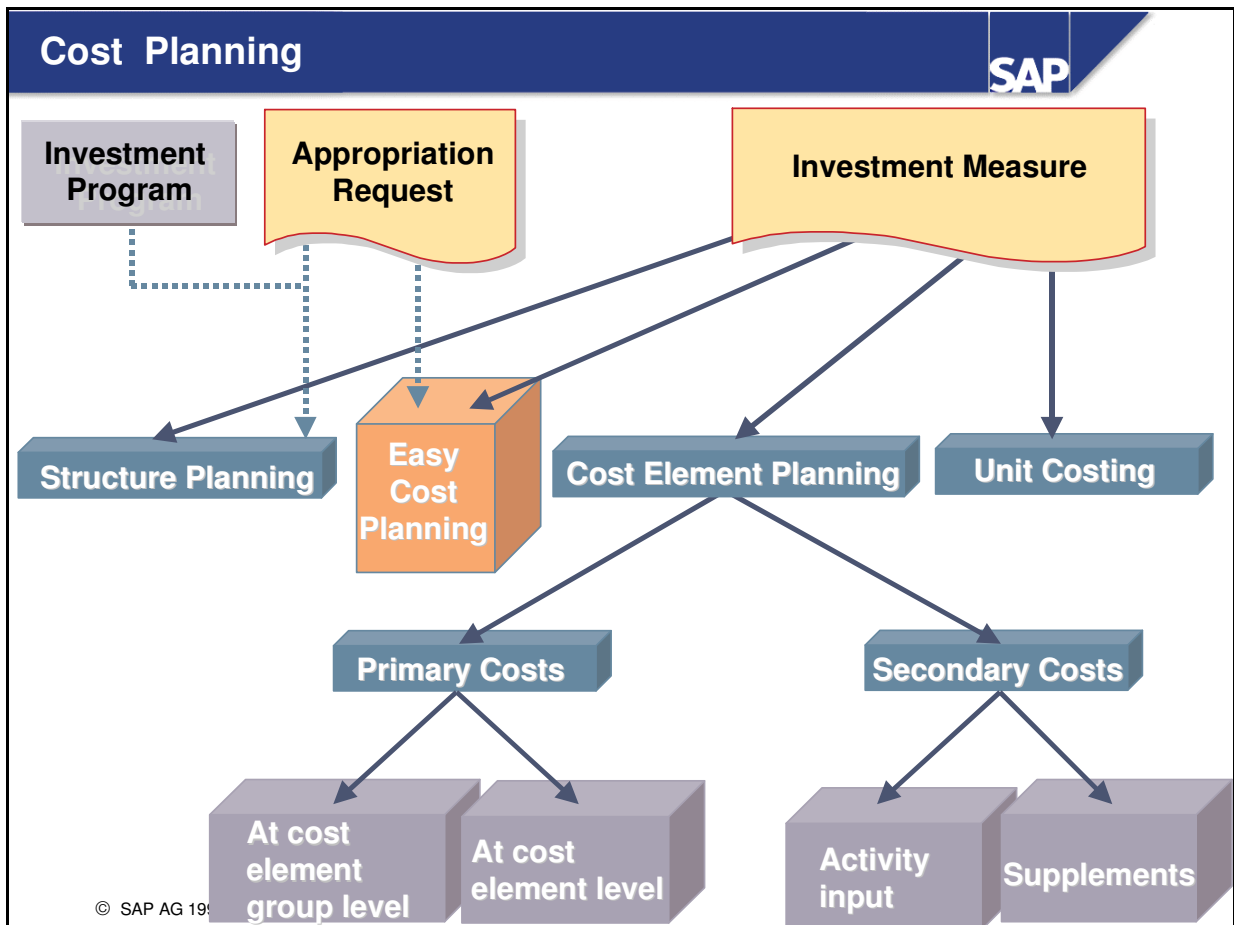 Cost Planning
SAP
Investment
Program
Appropriation
Request
Investment Measure
Structure Planning
Easy
Cost
Planning
Cost Element Planning
Unit Costing
Primary Costs
Secondary Costs
At cost
element
group level
At cost
element level
Activity
input
Supplements
© SAP AG 199